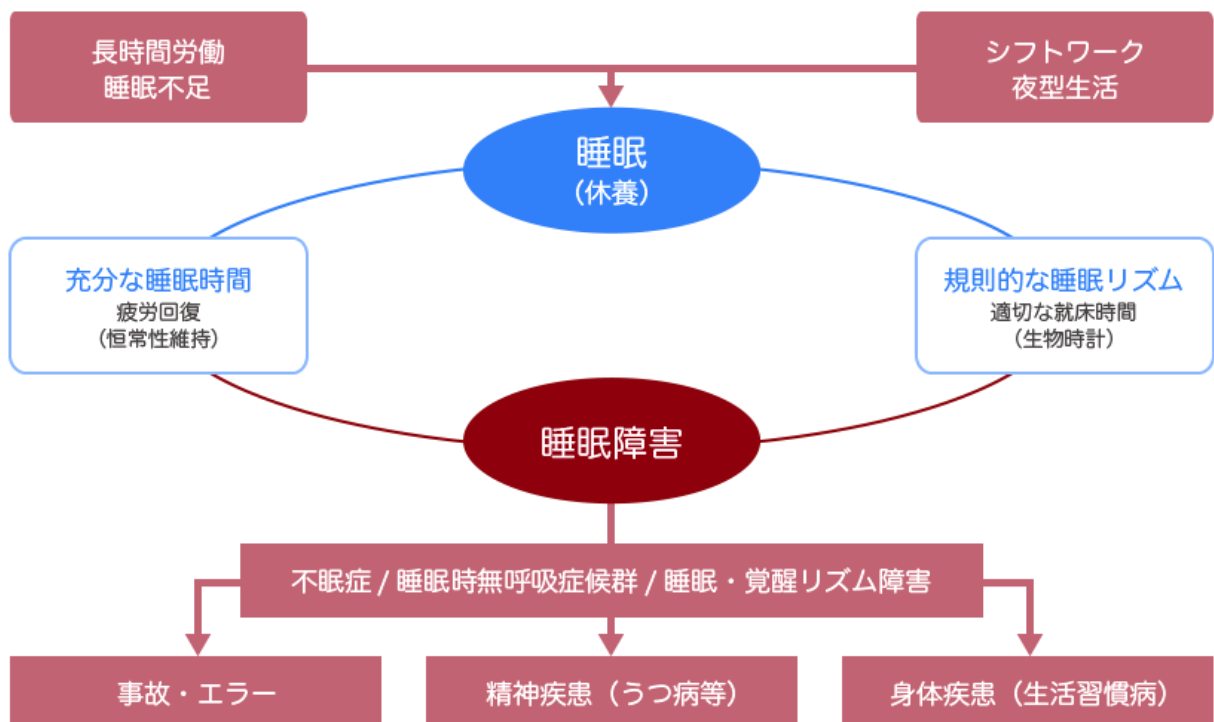 長時間労働
睡眠不足
シフトワーク
夜型生活
睡眠
（休養）
充分な睡眠時間
疲労回復
（恒常性維持）
規則的な睡眠リズム
適切な就床時間
（生物時計）
睡眠障害
不眠症 / 睡眠時無呼吸症候群 / 睡眠・覚醒リズム障害
事故・エラー
精神疾患（うつ病等）
身体疾患（生活習慣病）